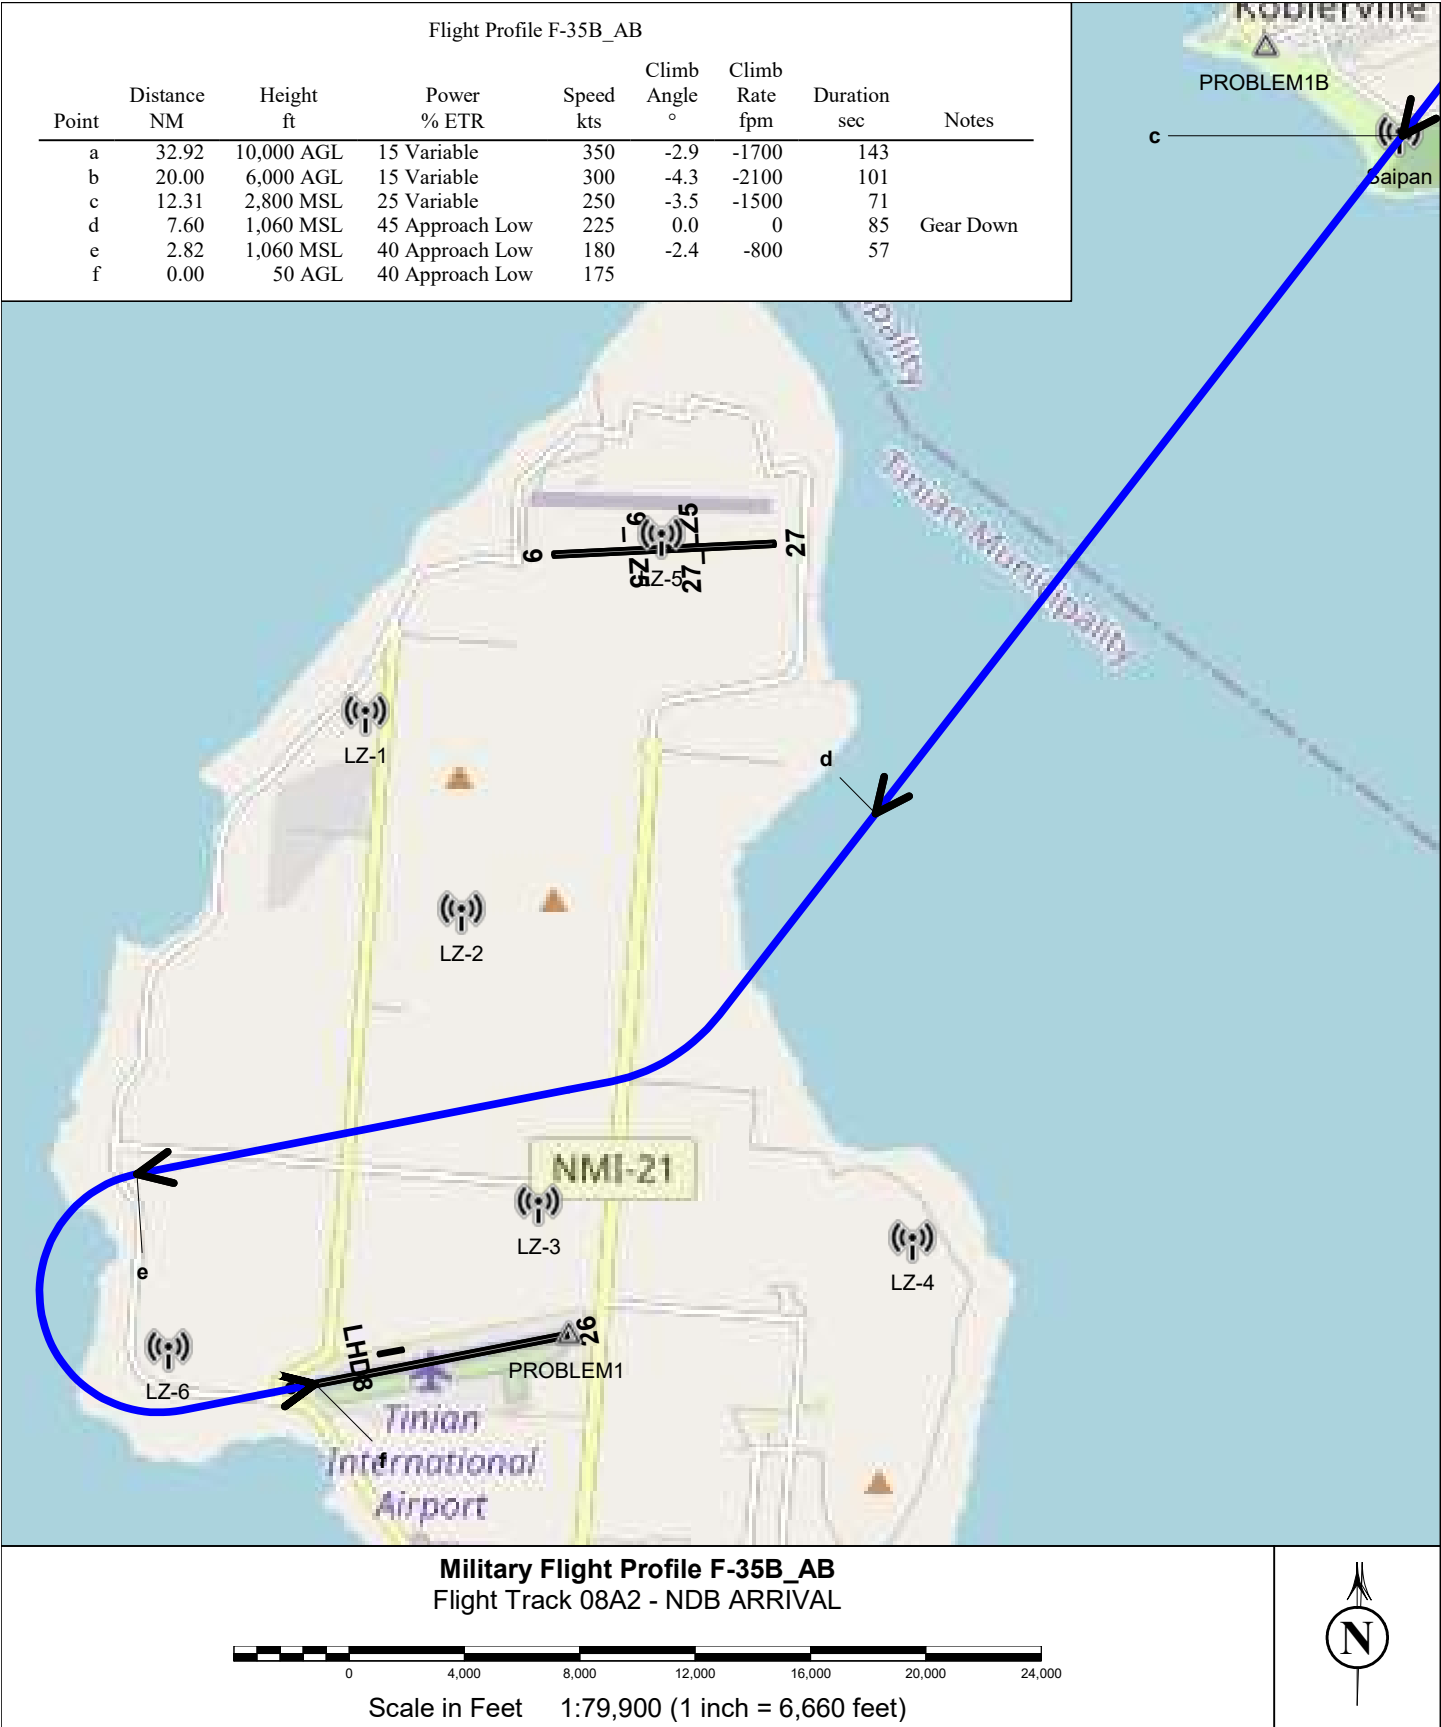 Flight Profile F-35B_AB
Climb Climb
Distance Height Power Speed Angle Rate Duration
Point NM ft % ETR kts ° fpm sec Notes
a 32.92 10,000 AGL 15 Variable 350 -2.9 -1700 143
b 20.00 6,000 AGL 15 Variable 300 -4.3 -2100 101
c 12.31 2,800 MSL 25 Variable 250 -3.5 -1500 71
d 7.60 1,060 MSL 45 Approach Low 225 0.0 0 85 Gear Down
e 2.82 1,060 MSL 40 Approach Low 180 -2.4 -800 57
f 0.00 50 AGL 40 Approach Low 175
Koblerville
PROBLEM1B
c
Saipan
pality
Tinian Municipality
9
27
LZ-5
LZ-1
d
LZ-2
NMI-21
LZ-3
LZ-4
e
LZ-6
LHD8
26
PROBLEM1
f
Tinian
International
Airport
Military Flight Profile F-35B_AB
Flight Track 08A2 - NDB ARRIVAL
0 4,000 8,000 12,000 16,000 20,000 24,000
Scale in Feet 1:79,900 (1 inch = 6,660 feet)
N